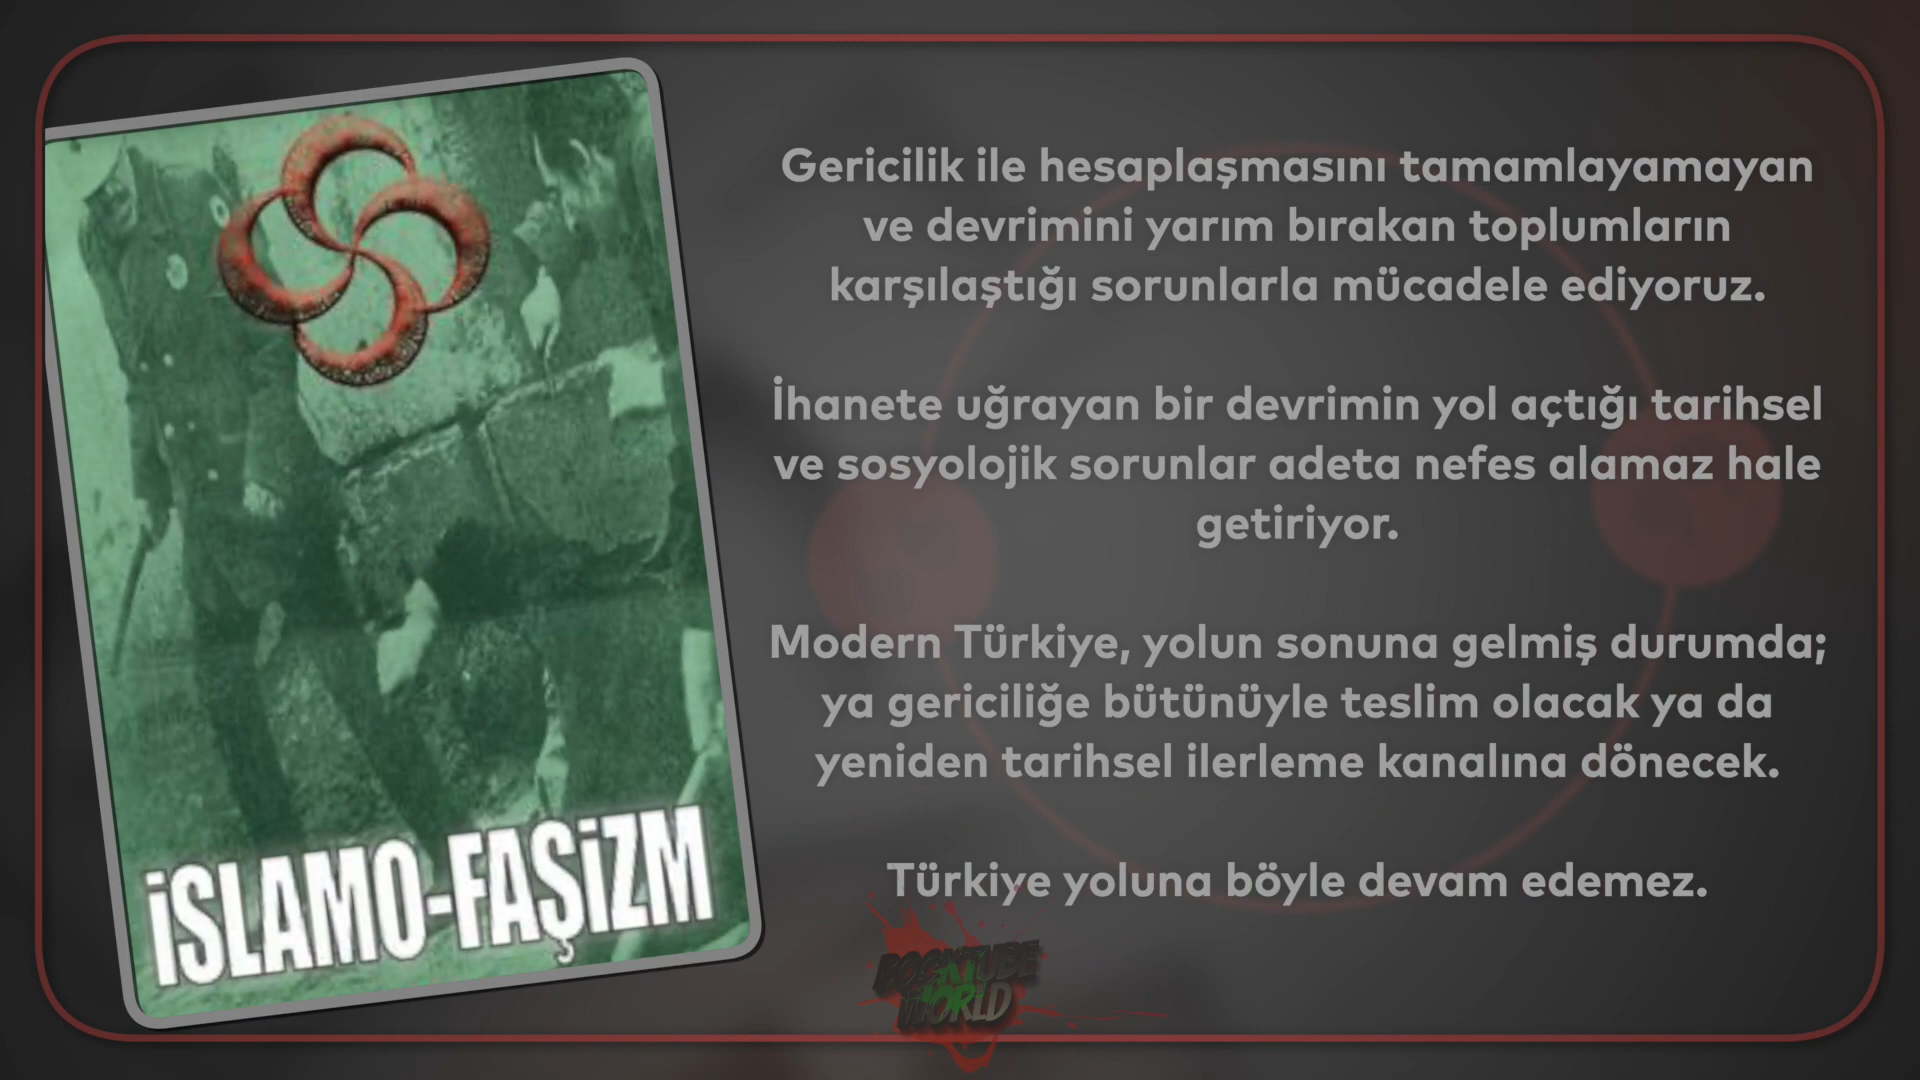 Gericilik ile hesaplaşmasını tamamlayamayan
ve devrimini yarım bırakan toplumların
karşılaştığı sorunlarla mücadele ediyoruz.
İhanete uğrayan bir devrimin yol açtığı tarihsel
ve sosyolojik sorunlar adeta nefes alamaz hale
getiriyor.
Modern Türkiye, yolun sonuna gelmiş durumda;
ya gericiliğe bütünüyle teslim olacak ya da
yeniden tarihsel ilerleme kanalına dönecek.
Türkiye yoluna böyle devam edemez.
İSLAMO-FAŞİZM
WORLD